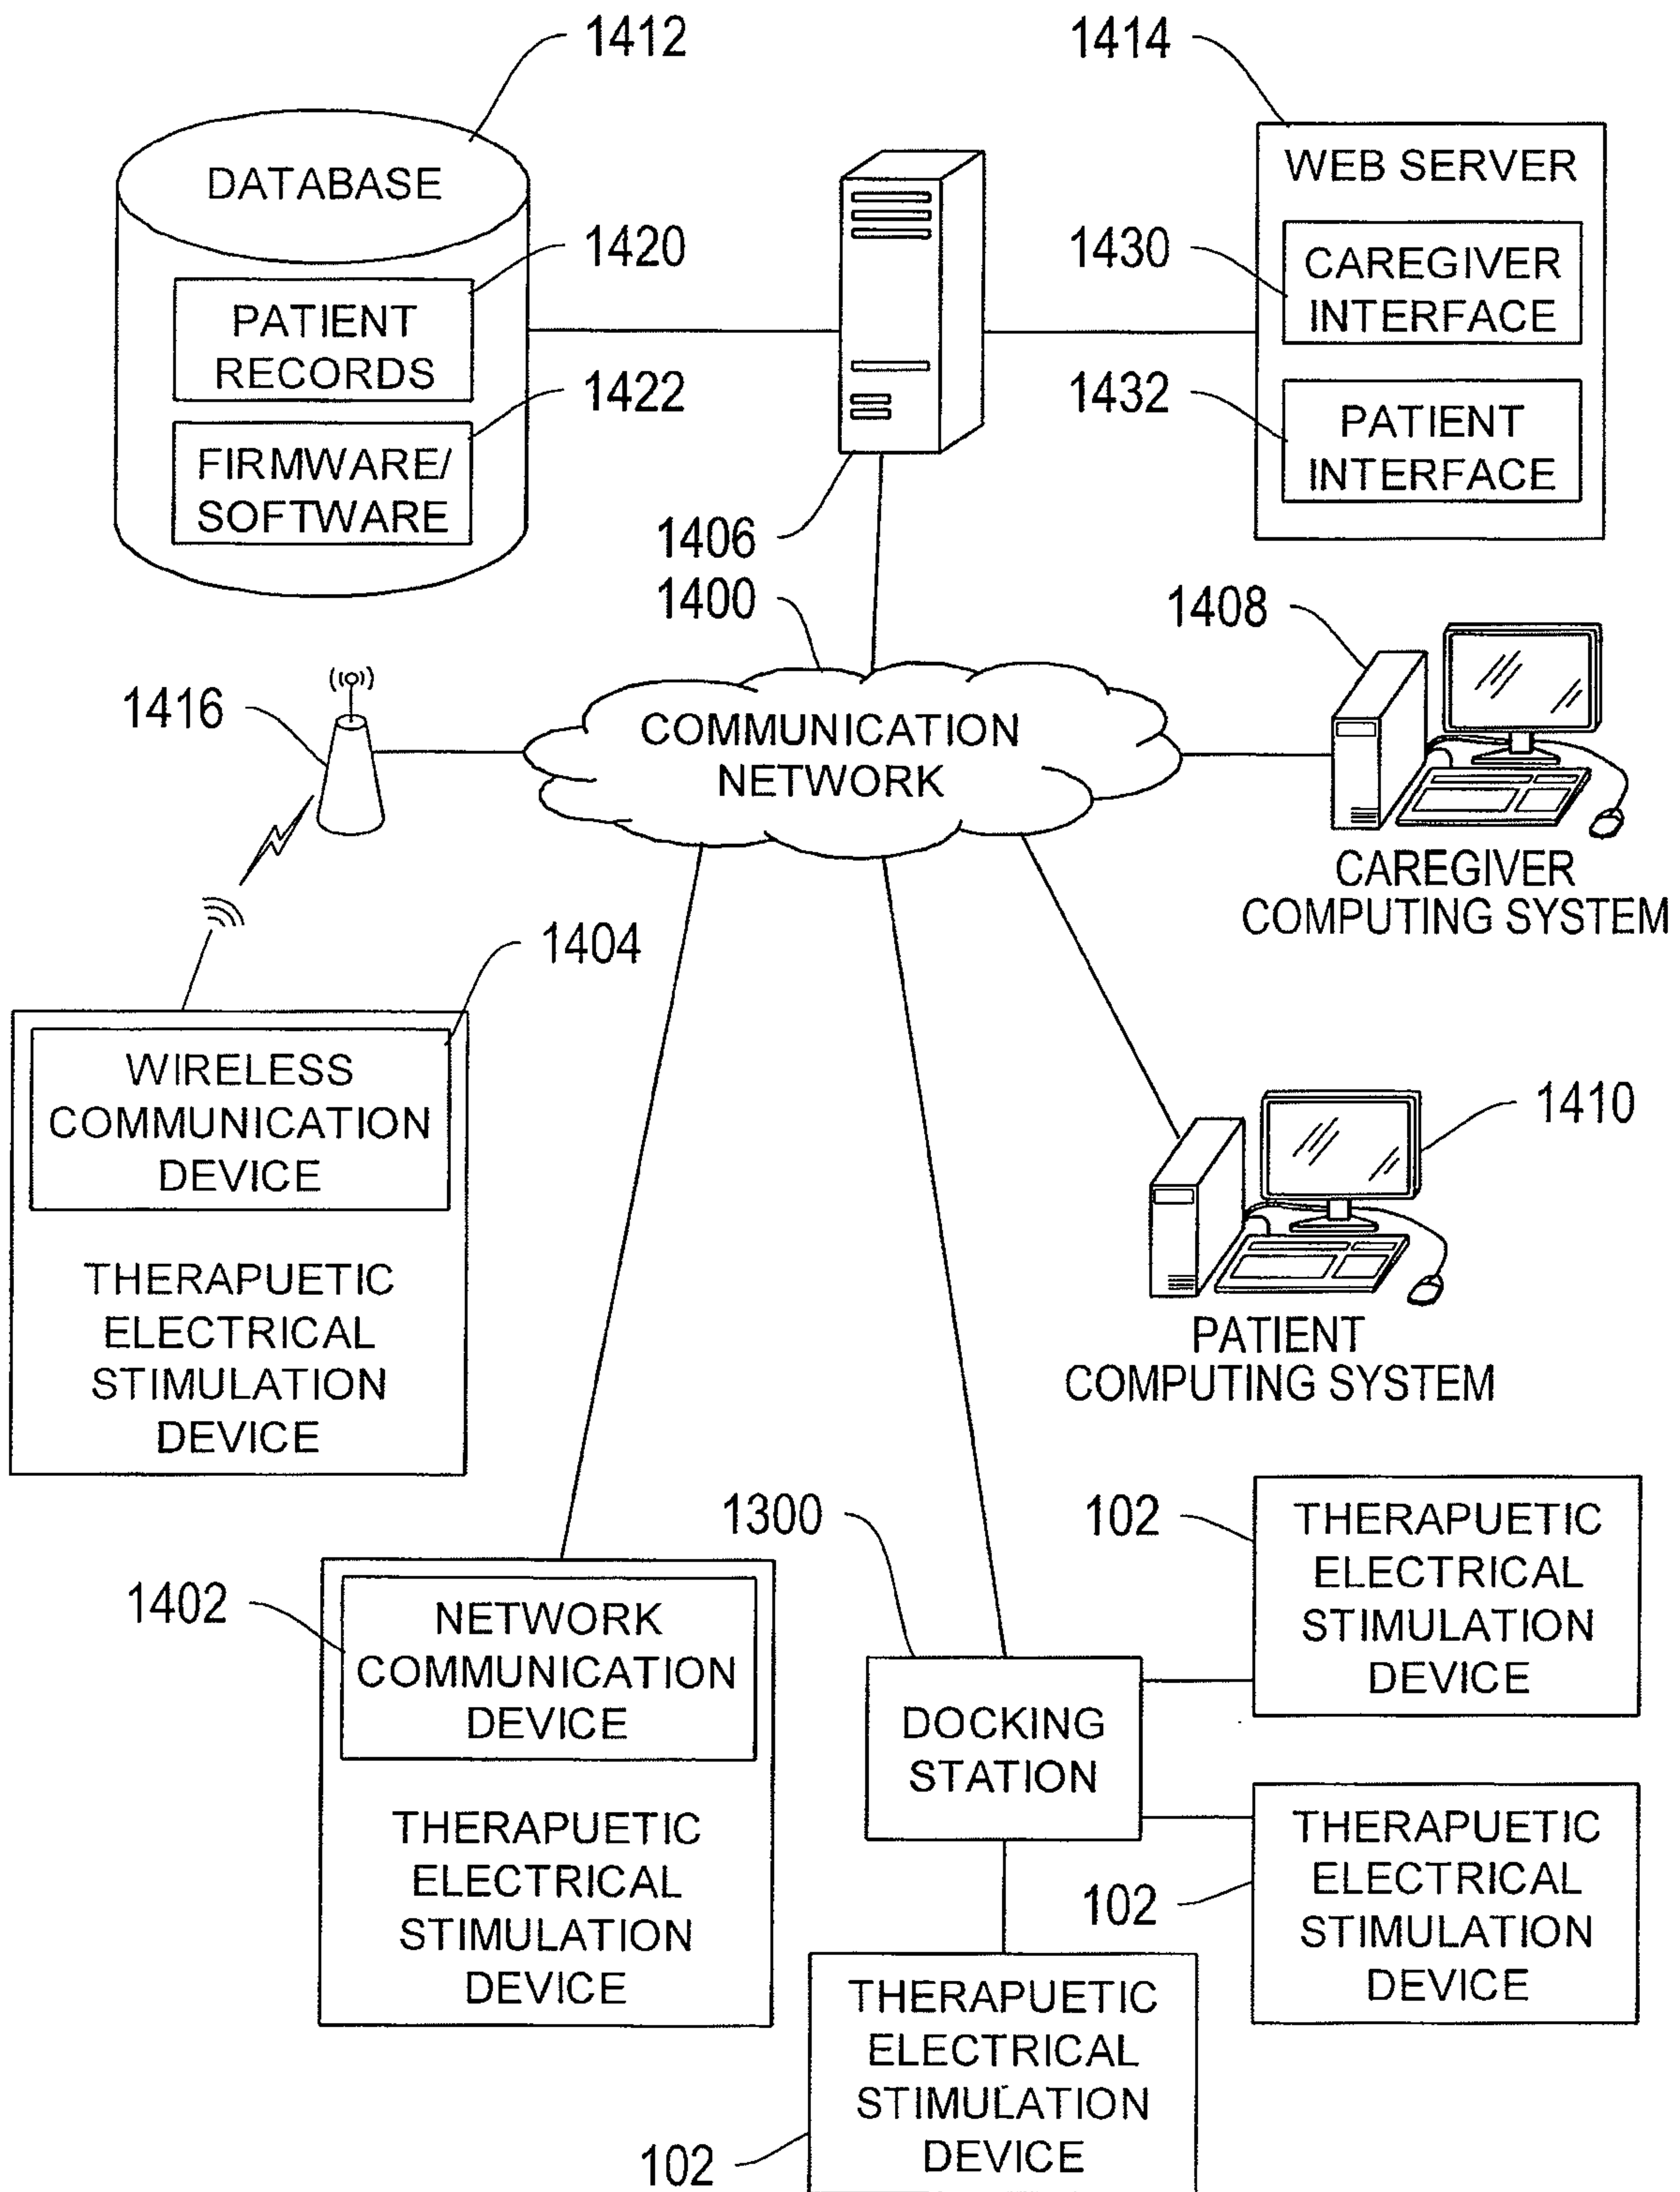 1412
1414
DATABASE
WEB SERVER
1420
1430
PATIENT
RECORDS
CAREGIVER
INTERFACE
1422
1432
FIRMWARE/
SOFTWARE
PATIENT
INTERFACE
1406
1400
1408
1416
COMMUNICATION
NETWORK
CAREGIVER
COMPUTING SYSTEM
1404
WIRELESS
COMMUNICATION
DEVICE
THERAPUETIC
ELECTRICAL
STIMULATION
DEVICE
1410
PATIENT
COMPUTING SYSTEM
1402
NETWORK
COMMUNICATION
DEVICE
THERAPUETIC
ELECTRICAL
STIMULATION
DEVICE
1300
DOCKING
STATION
102
THERAPUETIC
ELECTRICAL
STIMULATION
DEVICE
102
THERAPUETIC
ELECTRICAL
STIMULATION
DEVICE
102
THERAPUETIC
ELECTRICAL
STIMULATION
DEVICE